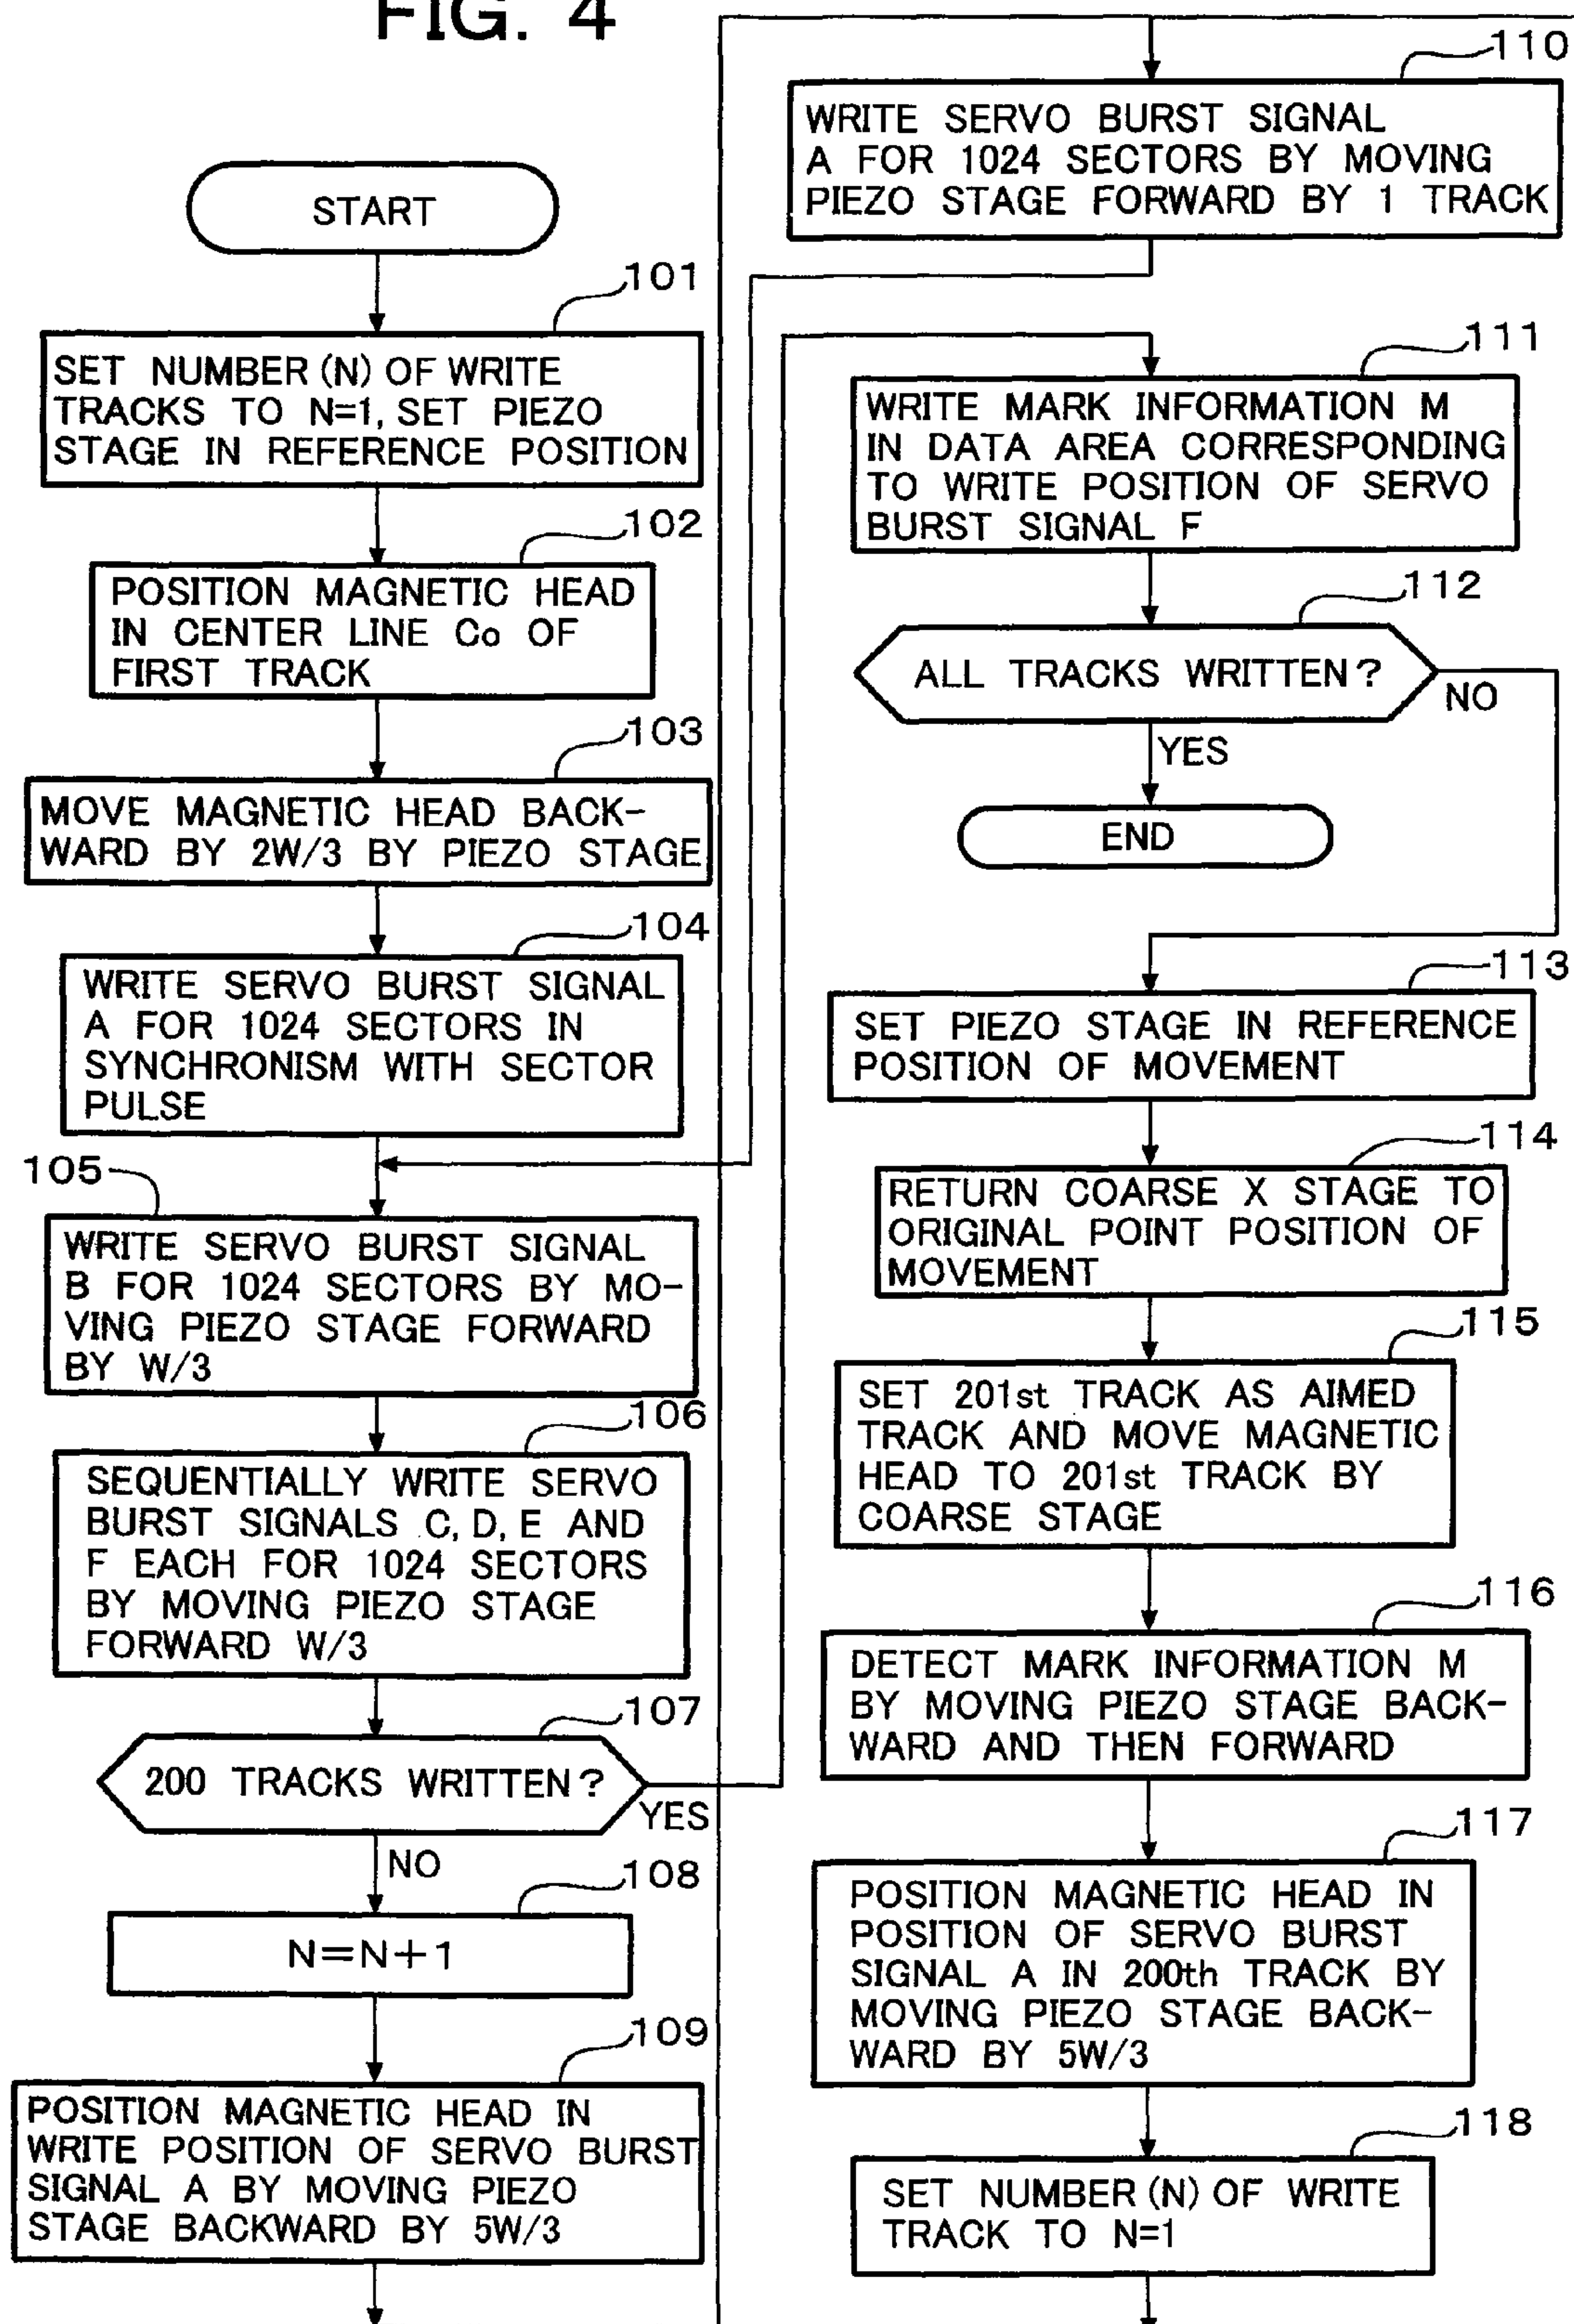 FIG. 4
START
101
SET NUMBER (N) OF WRITE
TRACKS TO N=1, SET PIEZO
STAGE IN REFERENCE POSITION
102
POSITION MAGNETIC HEAD
IN CENTER LINE Co OF
FIRST TRACK
103
MOVE MAGNETIC HEAD BACK-
WARD BY 2W/3 BY PIEZO STAGE
104
WRITE SERVO BURST SIGNAL
A FOR 1024 SECTORS IN
SYNCHRONISM WITH SECTOR
PULSE
105
WRITE SERVO BURST SIGNAL
B FOR 1024 SECTORS BY MO-
VING PIEZO STAGE FORWARD
BY W/3
106
SEQUENTIALLY WRITE SERVO
BURST SIGNALS C, D, E AND
F EACH FOR 1024 SECTORS
BY MOVING PIEZO STAGE
FORWARD W/3
107
200 TRACKS WRITTEN?
YES
NO
108
N=N+1
109
POSITION MAGNETIC HEAD IN
WRITE POSITION OF SERVO BURST
SIGNAL A BY MOVING PIEZO
STAGE BACKWARD BY 5W/3
110
WRITE SERVO BURST SIGNAL
A FOR 1024 SECTORS BY MOVING
PIEZO STAGE FORWARD BY 1 TRACK
111
WRITE MARK INFORMATION M
IN DATA AREA CORRESPONDING
TO WRITE POSITION OF SERVO
BURST SIGNAL F
112
ALL TRACKS WRITTEN?
NO
YES
END
113
SET PIEZO STAGE IN REFERENCE
POSITION OF MOVEMENT
114
RETURN COARSE X STAGE TO
ORIGINAL POINT POSITION OF
MOVEMENT
115
SET 201st TRACK AS AIMED
TRACK AND MOVE MAGNETIC
HEAD TO 201st TRACK BY
COARSE STAGE
116
DETECT MARK INFORMATION M
BY MOVING PIEZO STAGE BACK-
WARD AND THEN FORWARD
117
POSITION MAGNETIC HEAD IN
POSITION OF SERVO BURST
SIGNAL A IN 200th TRACK BY
MOVING PIEZO STAGE BACK-
WARD BY 5W/3
118
SET NUMBER (N) OF WRITE
TRACK TO N=1